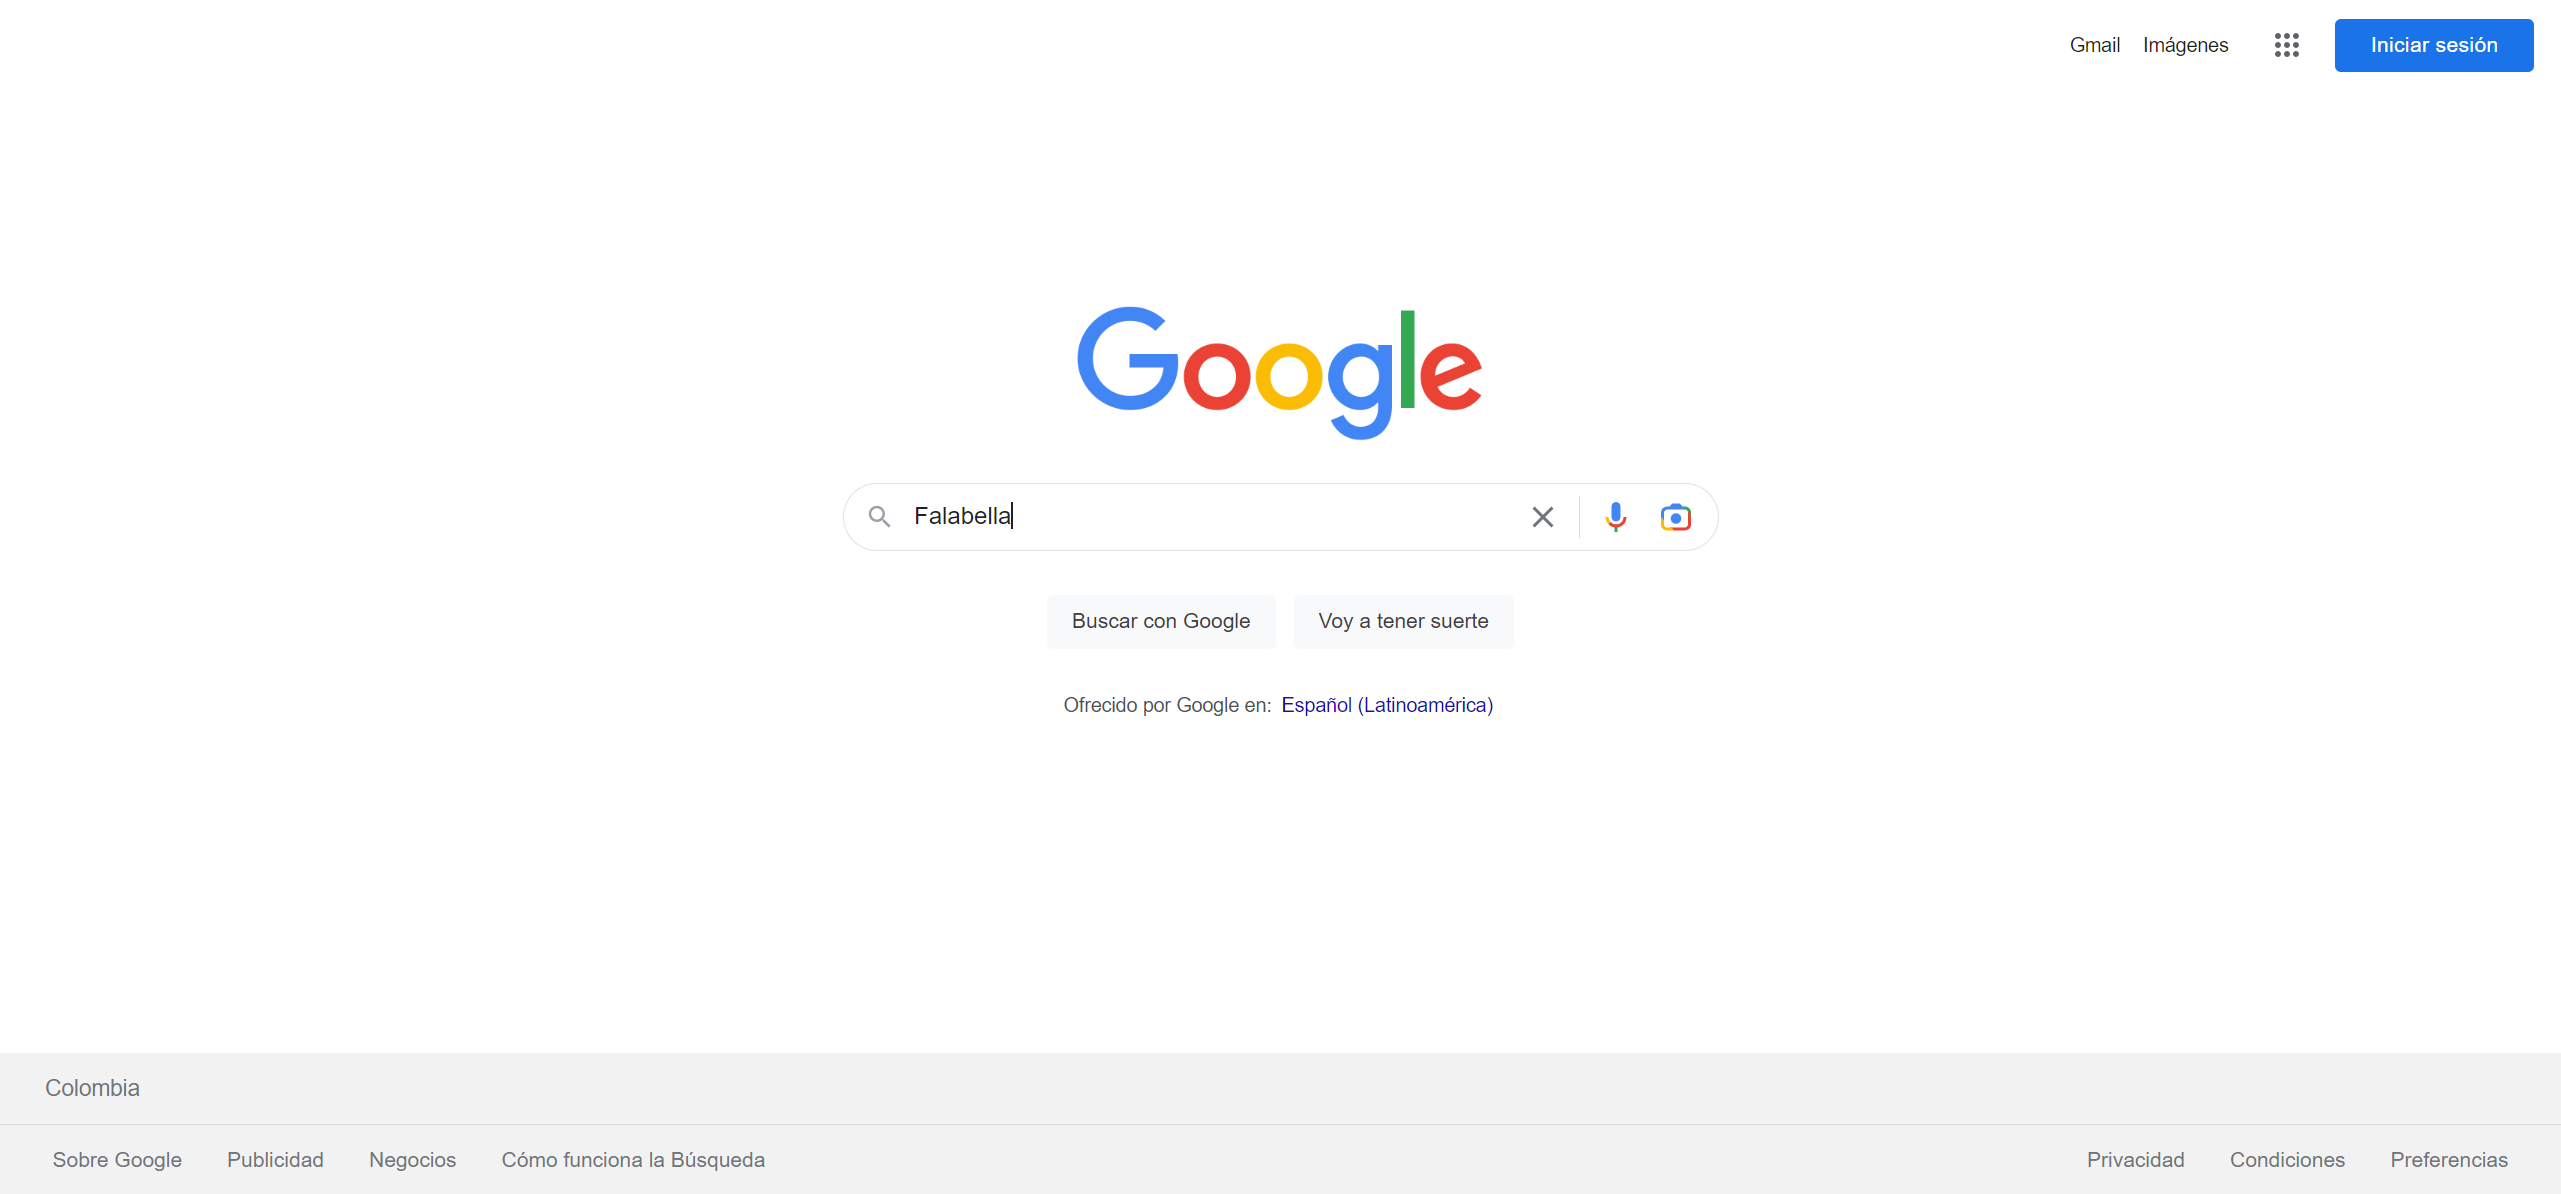 Gmail Imágenes Iniciar sesión
Google
Falabella
Buscar con Google Voy a tener suerte
Ofrecido por Google en: Español (Latinoamérica)
Colombia
Sobre Google Publicidad Negocios Cómo funciona la Búsqueda Privacidad Condiciones Preferencias